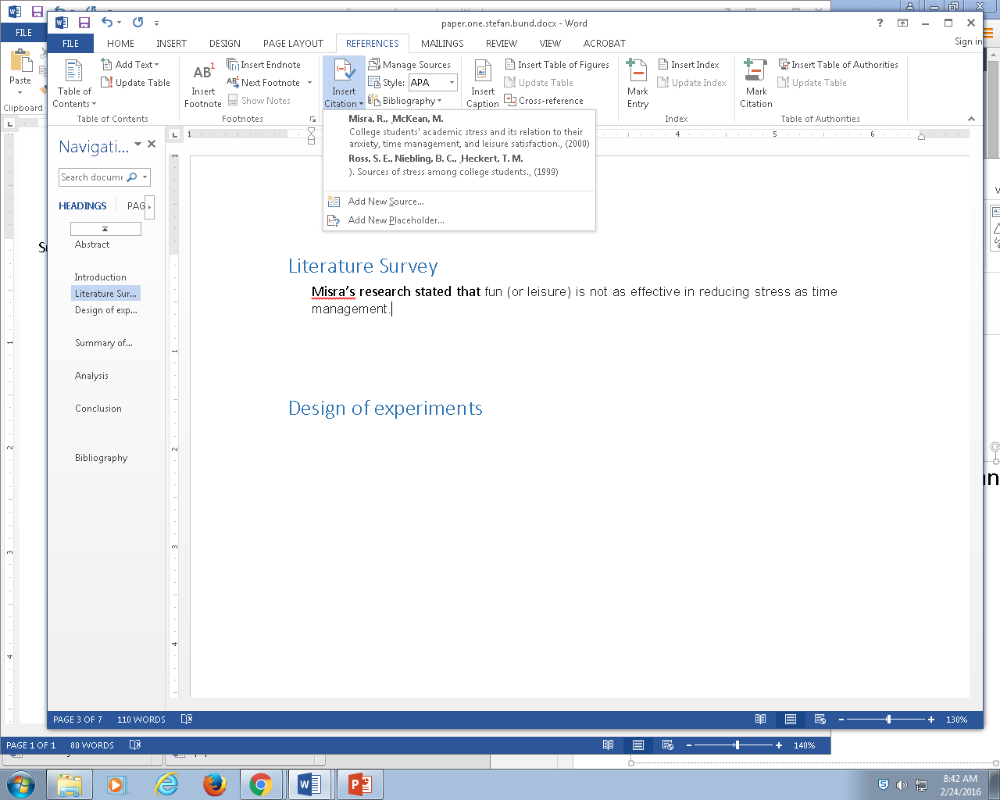 paper.one.stefan.bund.docx - Word
FILE
FILE HOME INSERT DESIGN PAGE LAYOUT REFERENCES MAILINGS REVIEW VIEW ACROBAT
Sign in
Paste
Clipboard
Table of Contents
Add Text
Update Table
Table of Contents
AB1
Insert Footnote
Insert Endnote
Next Footnote
Show Notes
Footnotes
Insert Citation
Manage Sources
Style: APA
Bibliography
Insert Caption
Insert Table of Figures
Update Table
Cross-reference
Mark Entry
Insert Index
Update Index
Index
Mark Citation
Insert Table of Authorities
Update Table
Table of Authorities
Misra, R., ,McKean, M.
College students' academic stress and its relation to their
anxiety, time management, and leisure satisfaction., (2000)
Ross, S. E., Niebling, B. C., ,Heckert, T. M.
). Sources of stress among college students., (1999)
Add New Source...
Add New Placeholder...
Navigati...
Search docume
HEADINGS PAG
Abstract
Introduction
Literature Sur...
Design of exp...
Summary of...
Analysis
Conclusion
Bibliography
1 4 5 6
Literature Survey
Misra's research stated that fun (or leisure) is not as effective in reducing stress as time
management.
Design of experiments
PAGE 3 OF 7 110 WORDS 130%
PAGE 1 OF 1 80 WORDS 140%
8:42 AM
2/24/2016